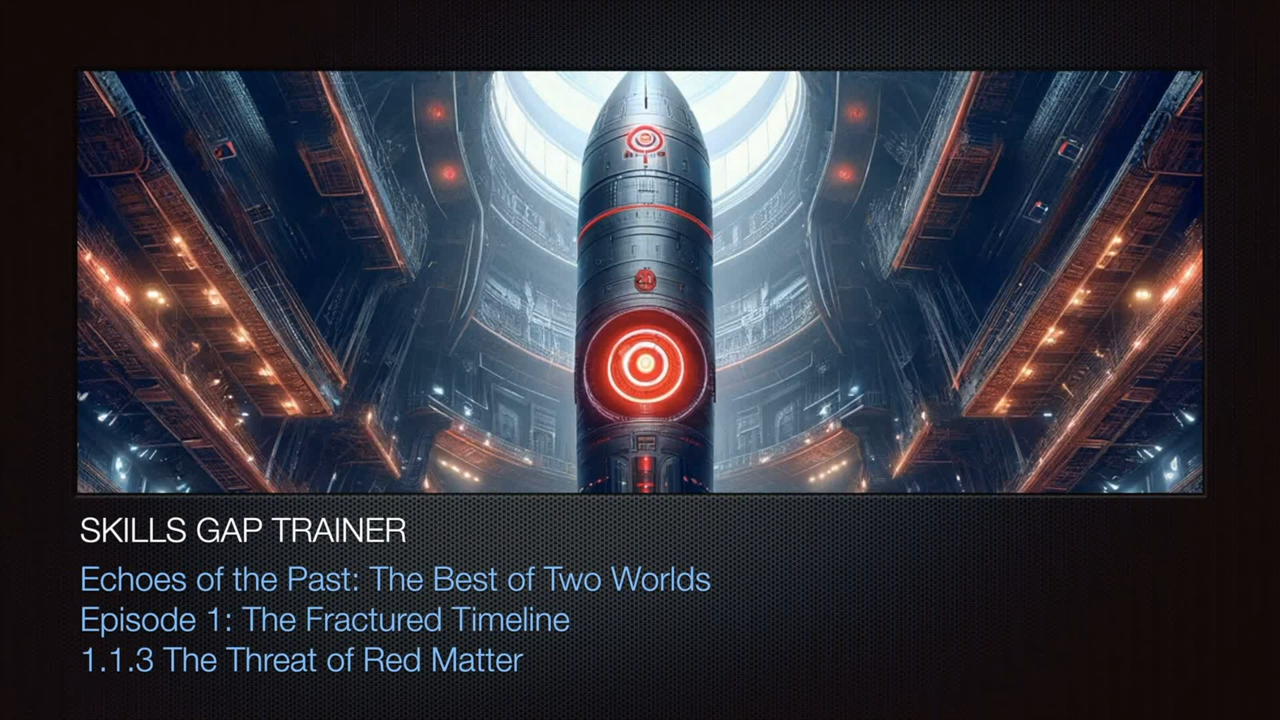 SKILLS GAP TRAINER
Echoes of the Past: The Best of Two Worlds
Episode 1: The Fractured Timeline
1.1.3 The Threat of Red Matter